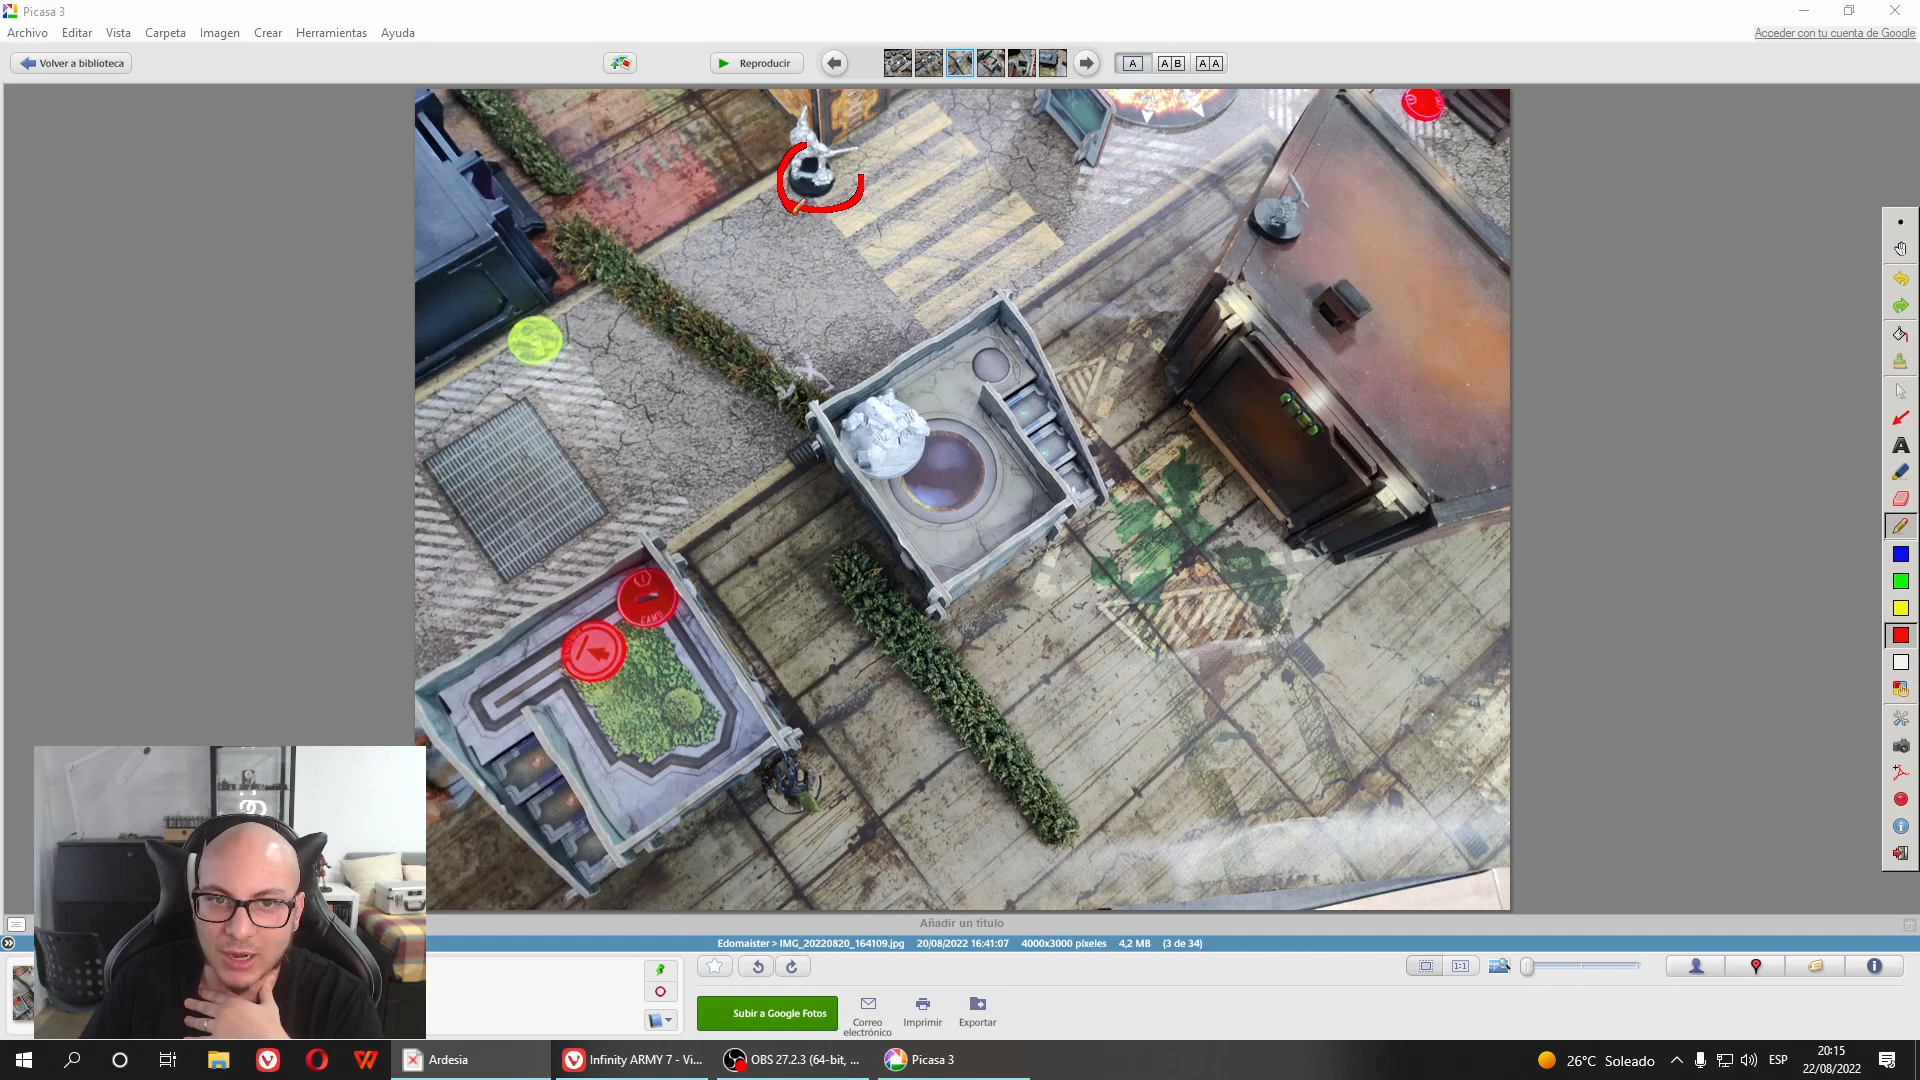 Picasa 3
Archivo Editar Vista Carpeta Imagen Crear Herramientas Ayuda
Acceder con tu cuenta de Google
Volver a biblioteca
Reproducir
A
A B
A A
CAMO
A
Añadir un título
Edomaister > IMG_20220820_164109.jpg 20/08/2022 16:41:07 4000x3000 píxeles 4,2 MB (3 de 34)
1:1
Subir a Google Fotos
Correo electrónico
Imprimir
Exportar
Ardesia
Infinity ARMY 7 - Vi...
OBS 27.2.3 (64-bit, ...
Picasa 3
26°C Soleado
ESP
20:15
22/08/2022